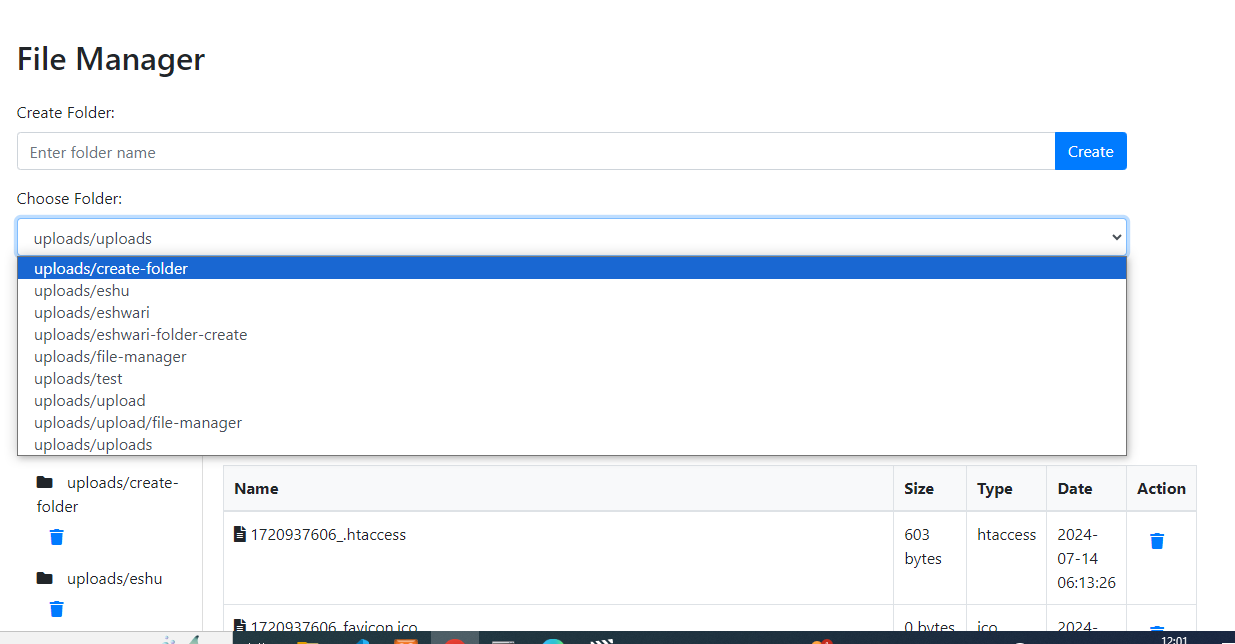 File Manager
Create Folder:
Enter folder name
Create
Choose Folder:
uploads/uploads
uploads/create-folder
uploads/eshu
uploads/eshwari
uploads/eshwari-folder-create
uploads/file-manager
uploads/test
uploads/upload
uploads/upload/file-manager
uploads/uploads
uploads/create-
folder
uploads/eshu
Name Size Type Date Action
1720937606_.htaccess 603 htaccess 2024-
bytes 07-14
06:13:26
1720937606_favicon.ico 0 bytes ico 2024-
12:01